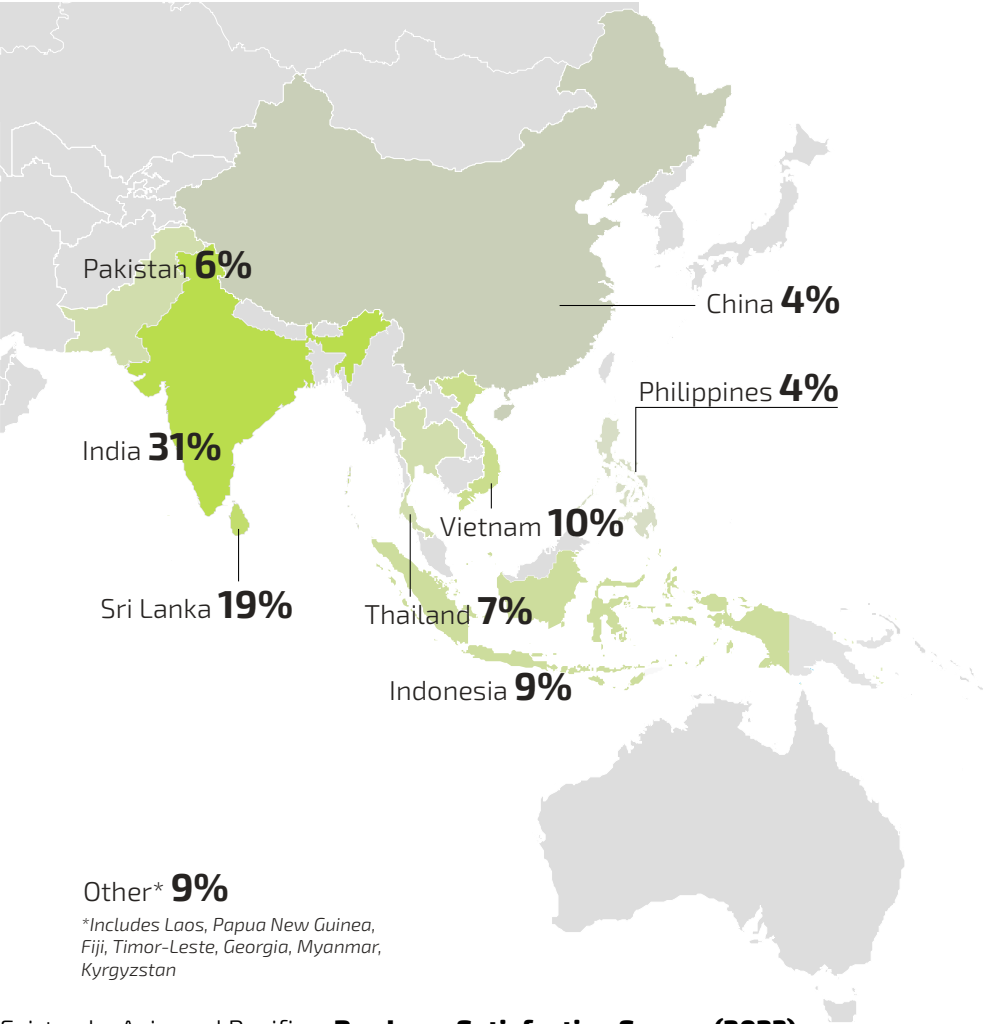 Pakistan 6%
China 4%
Philippines 4%
India 31%
Vietnam 10%
Sri Lanka 19%
Thailand 7%
Indonesia 9%
Other* 9%
*Includes Laos, Papua New Guinea,
Fiji, Timor-Leste, Georgia, Myanmar,
Kyrgyzstan